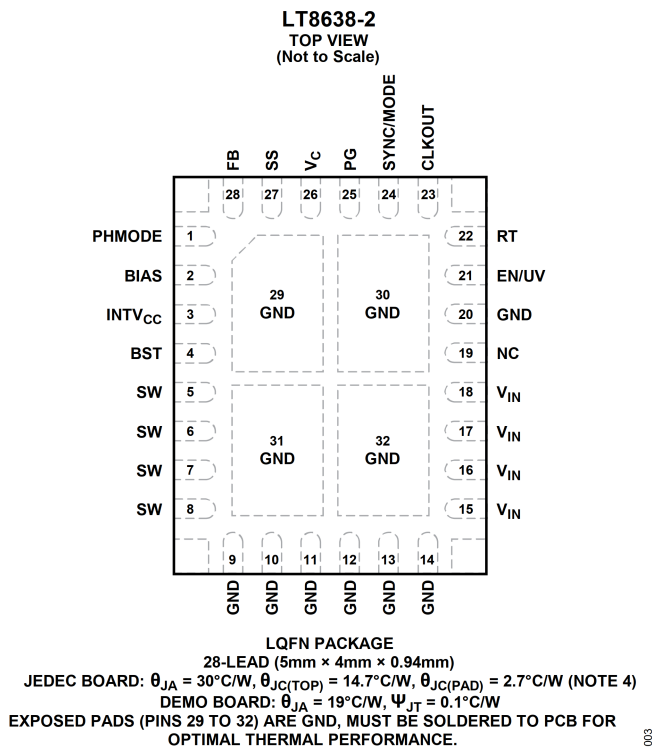 LT8638-2
TOP VIEW
(Not to Scale)
FB SS VC PG SYNC/MODE CLKOUT
28 27 26 25 24 23
PHMODE 1 22 RT
BIAS 2 21 EN/UV
INTVCC 3 20 GND
BST 4 19 NC
SW 5 18 VIN
SW 6 17 VIN
SW 7 16 VIN
SW 8 15 VIN
29 GND
30 GND
31 GND
32 GND
9 10 11 12 13 14
GND GND GND GND GND GND
LQFN PACKAGE
28-LEAD (5mm × 4mm × 0.94mm)
JEDEC BOARD: θJA = 30°C/W, θJC(TOP) = 14.7°C/W, θJC(PAD) = 2.7°C/W (NOTE 4)
DEMO BOARD: θJA = 19°C/W, ΨJT = 0.1°C/W
EXPOSED PADS (PINS 29 TO 32) ARE GND, MUST BE SOLDERED TO PCB FOR
OPTIMAL THERMAL PERFORMANCE.
003